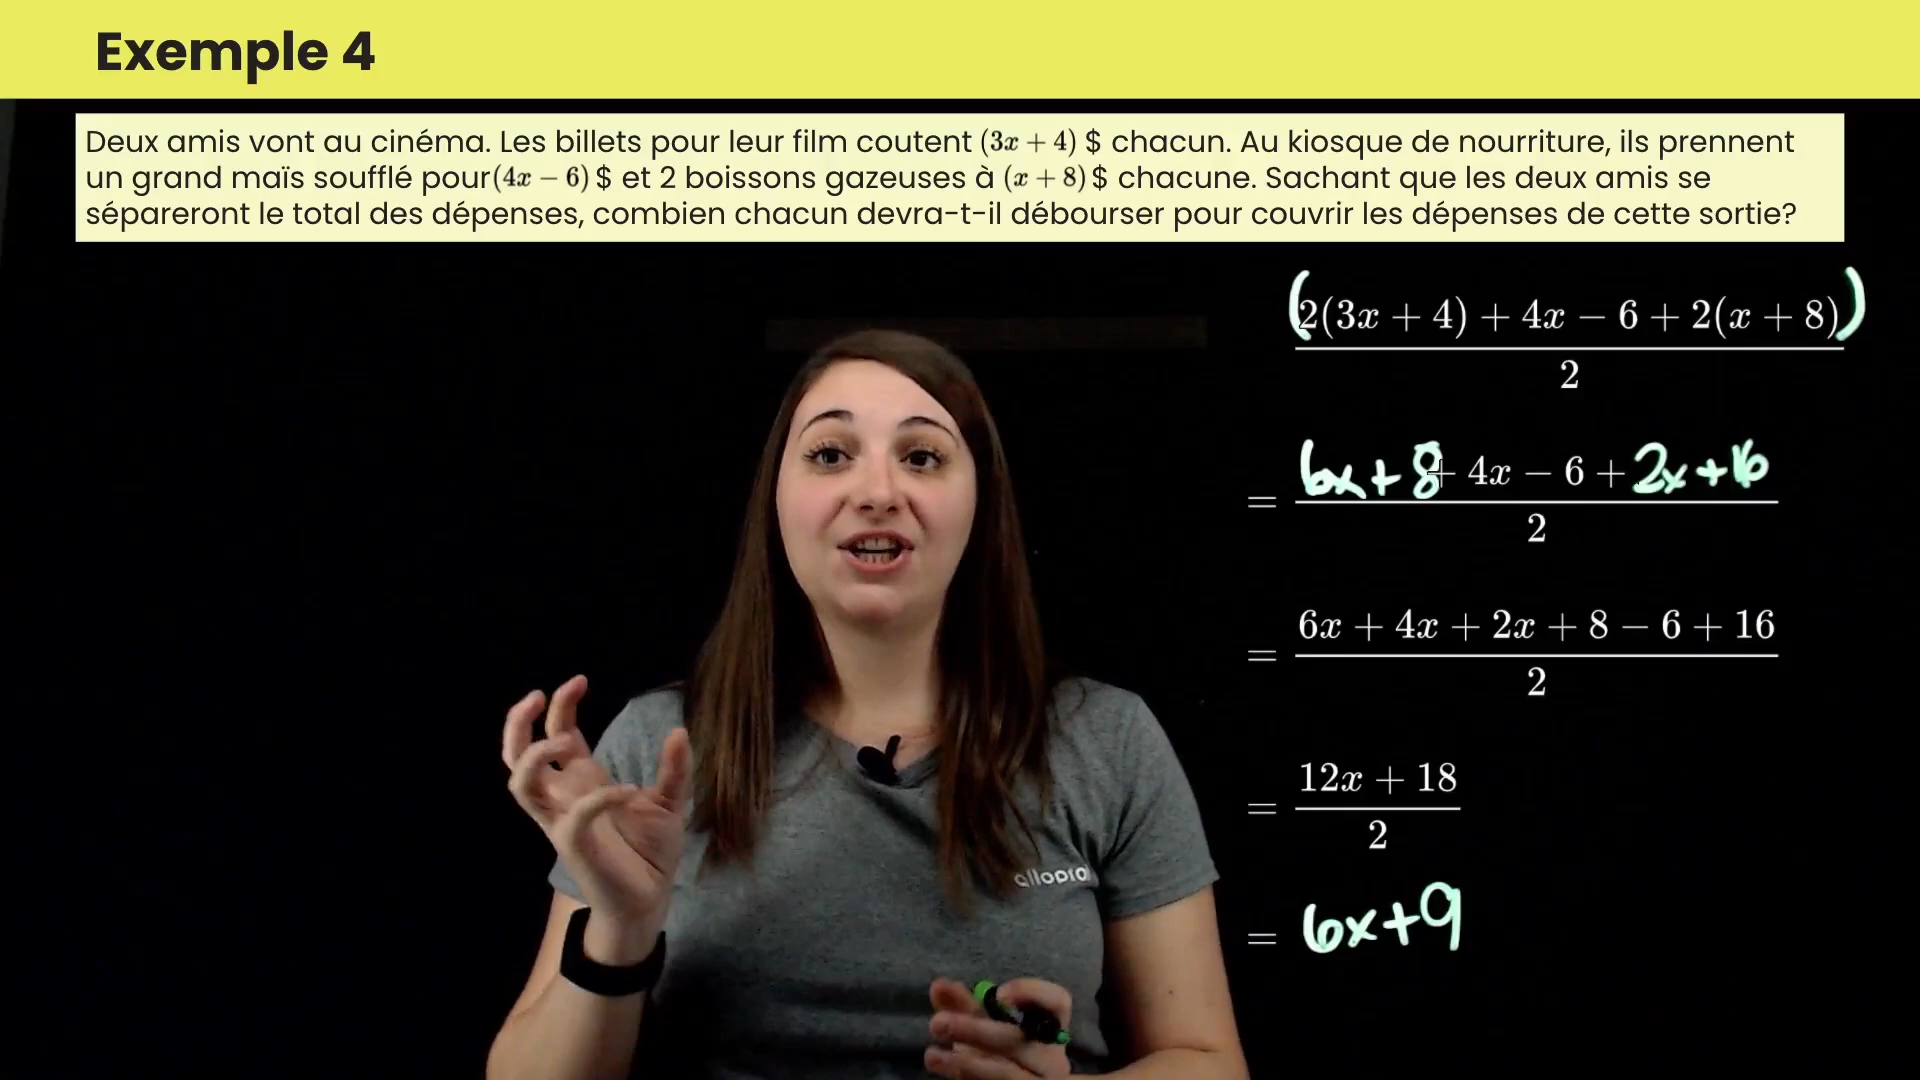 Exemple 4
Deux amis vont au cinéma. Les billets pour leur film coutent (3x + 4) $ chacun. Au kiosque de nourriture, ils prennent
un grand maïs soufflé pour(4x − 6) $ et 2 boissons gazeuses à (x + 8) $ chacune. Sachant que les deux amis se
sépareront le total des dépenses, combien chacun devra-t-il débourser pour couvrir les dépenses de cette sortie?
(2(3x + 4) + 4x − 6 + 2(x + 8))
2
6x+8 + 4x − 6 + 2x+16
=
2
6x + 4x + 2x + 8 − 6 + 16
=
2
12x + 18
=
2
= 6x+9